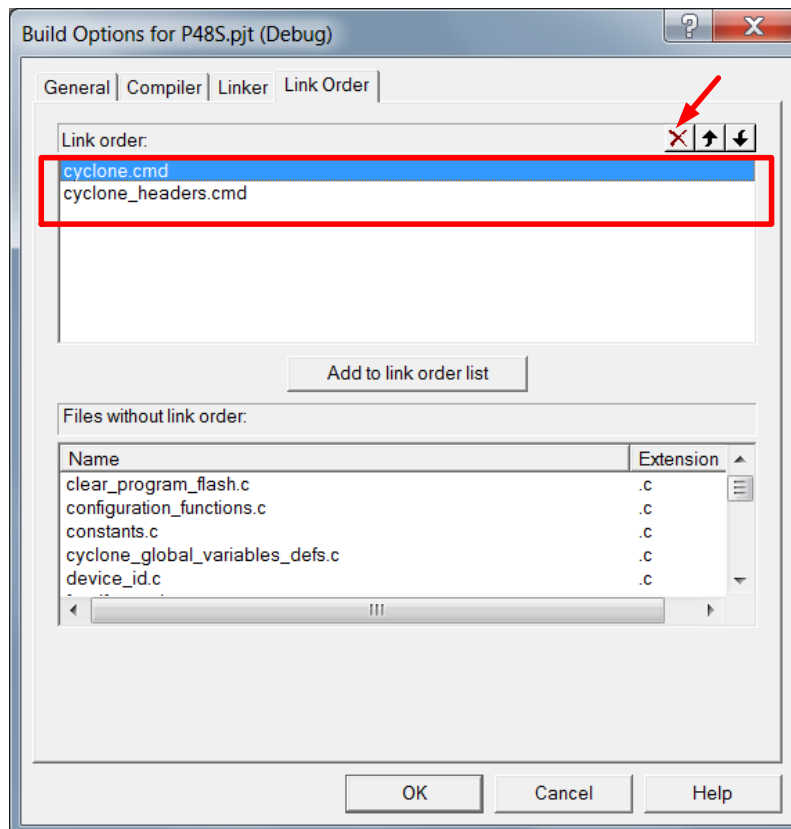 Build Options for P48S.pjt (Debug)
General Compiler Linker Link Order
Link order:
cyclone.cmd
cyclone_headers.cmd
Add to link order list
Files without link order:
Name Extension
clear_program_flash.c .c
configuration_functions.c .c
constants.c .c
cyclone_global_variables_defs.c .c
device_id.c .c
OK Cancel Help